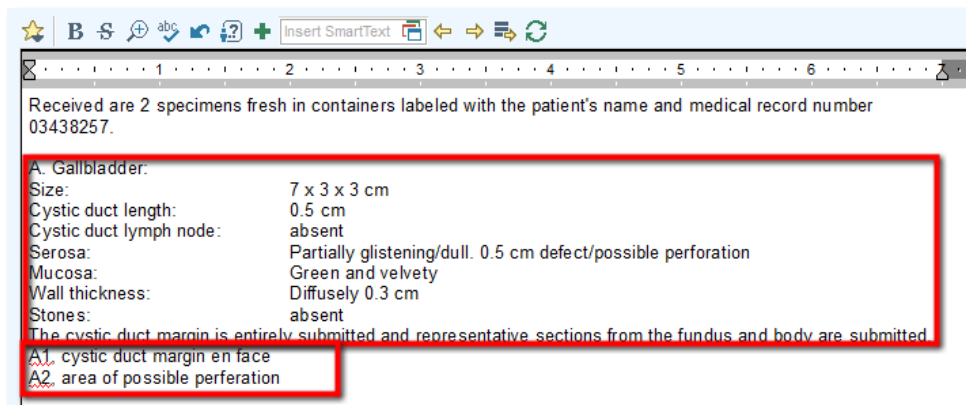 B S abc Insert SmartText
1 2 3 4 5 6 7
Received are 2 specimens fresh in containers labeled with the patient's name and medical record number
03438257.
A. Gallbladder:
Size: 7 x 3 x 3 cm
Cystic duct length: 0.5 cm
Cystic duct lymph node: absent
Serosa: Partially glistening/dull. 0.5 cm defect/possible perforation
Mucosa: Green and velvety
Wall thickness: Diffusely 0.3 cm
Stones: absent
The cystic duct margin is entirely submitted and representative sections from the fundus and body are submitted.
A1, cystic duct margin en face
A2, area of possible perferation